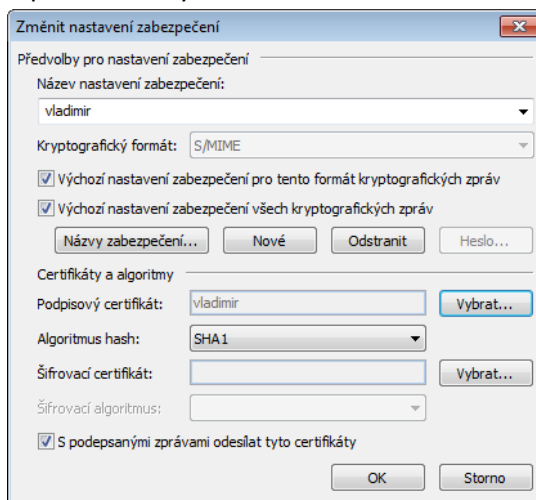 Změnit nastavení zabezpečení
Předvolby pro nastavení zabezpečení
Název nastavení zabezpečení:
vladimir
Kryptografický formát: S/MIME
Výchozí nastavení zabezpečení pro tento formát kryptografických zpráv
Výchozí nastavení zabezpečení všech kryptografických zpráv
Názvy zabezpečení... Nové Odstranit Heslo...
Certifikáty a algoritmy
Podpisový certifikát: vladimir Vybrat...
Algoritmus hash: SHA1
Šifrovací certifikát: Vybrat...
Šifrovací algoritmus:
S podepsanými zprávami odesílat tyto certifikáty
OK Storno